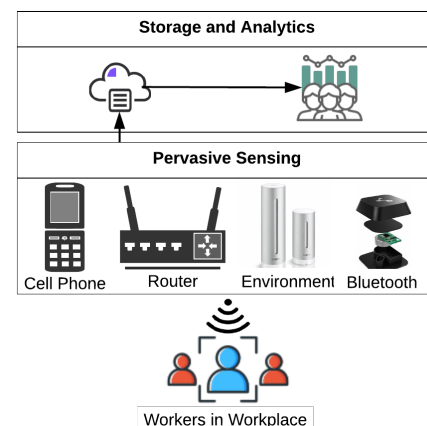 Storage and Analytics
Pervasive Sensing
Cell Phone Router Environment Bluetooth
Workers in Workplace